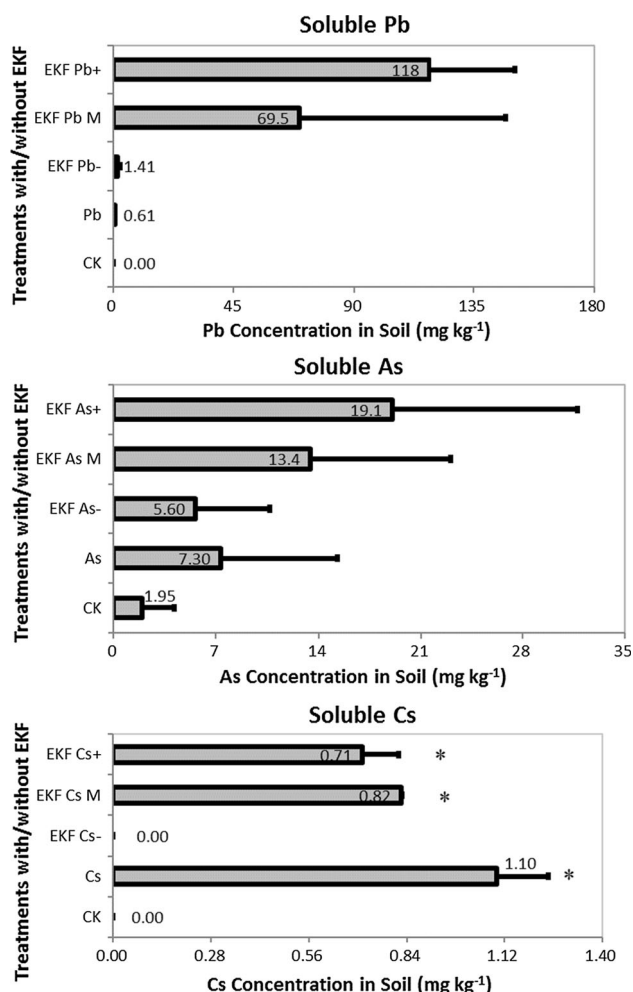 Soluble Pb
Treatments with/without EKF
EKF Pb+
118
EKF Pb M
69.5
EKF Pb-
1.41
Pb
0.61
CK
0.00
0
45
90
135
180
Pb Concentration in Soil (mg kg⁻¹)
Soluble As
Treatments with/without EKF
EKF As+
19.1
EKF As M
13.4
EKF As-
5.60
As
7.30
CK
1.95
0
7
14
21
28
35
As Concentration in Soil (mg kg⁻¹)
Soluble Cs
Treatments with/without EKF
EKF Cs+
0.71
*
EKF Cs M
0.82
*
EKF Cs-
0.00
Cs
1.10
*
CK
0.00
0.00
0.28
0.56
0.84
1.12
1.40
Cs Concentration in Soil (mg kg⁻¹)